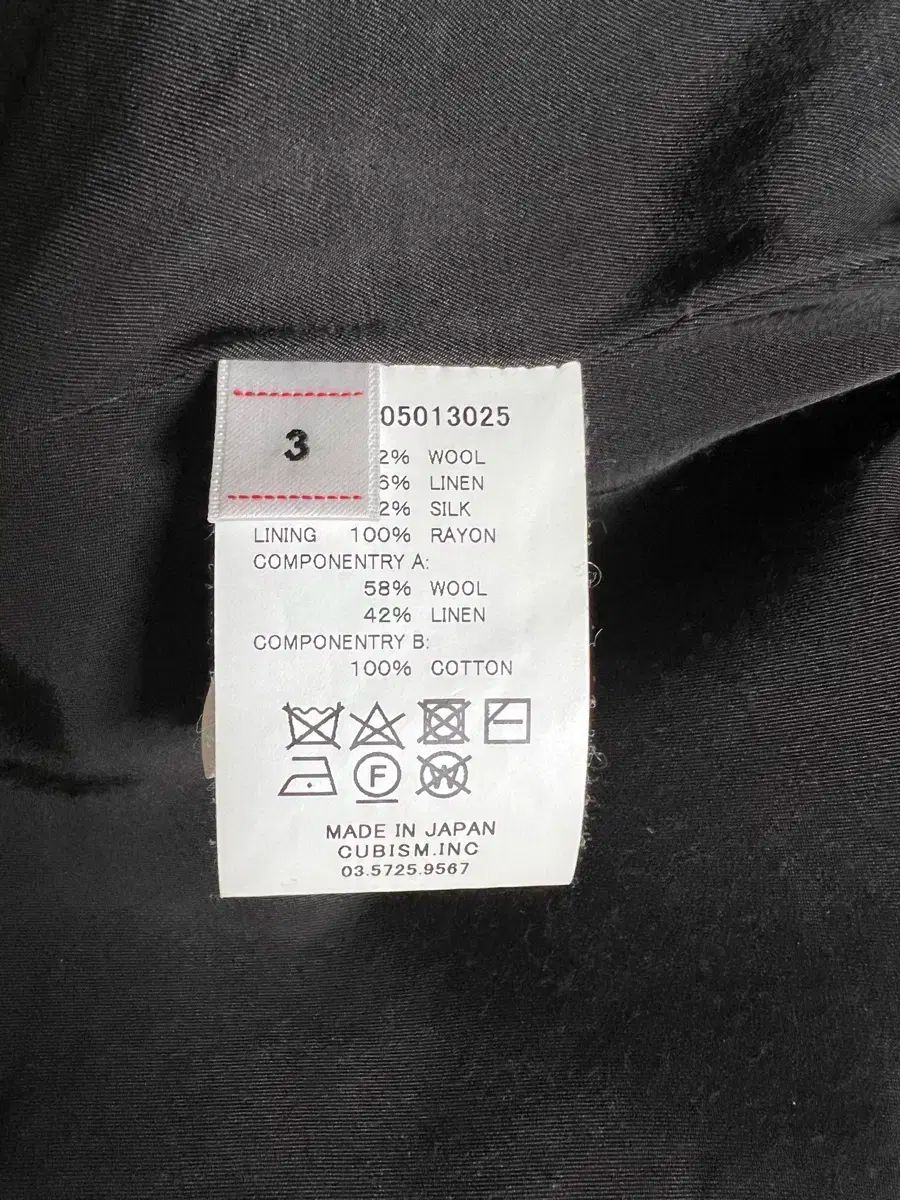 3
05013025
2% WOOL
6% LINEN
2% SILK
LINING 100% RAYON
COMPONENTRY A:
58% WOOL
42% LINEN
COMPONENTRY B:
100% COTTON
F
W
MADE IN JAPAN
CUBISM.INC
03.5725.9567